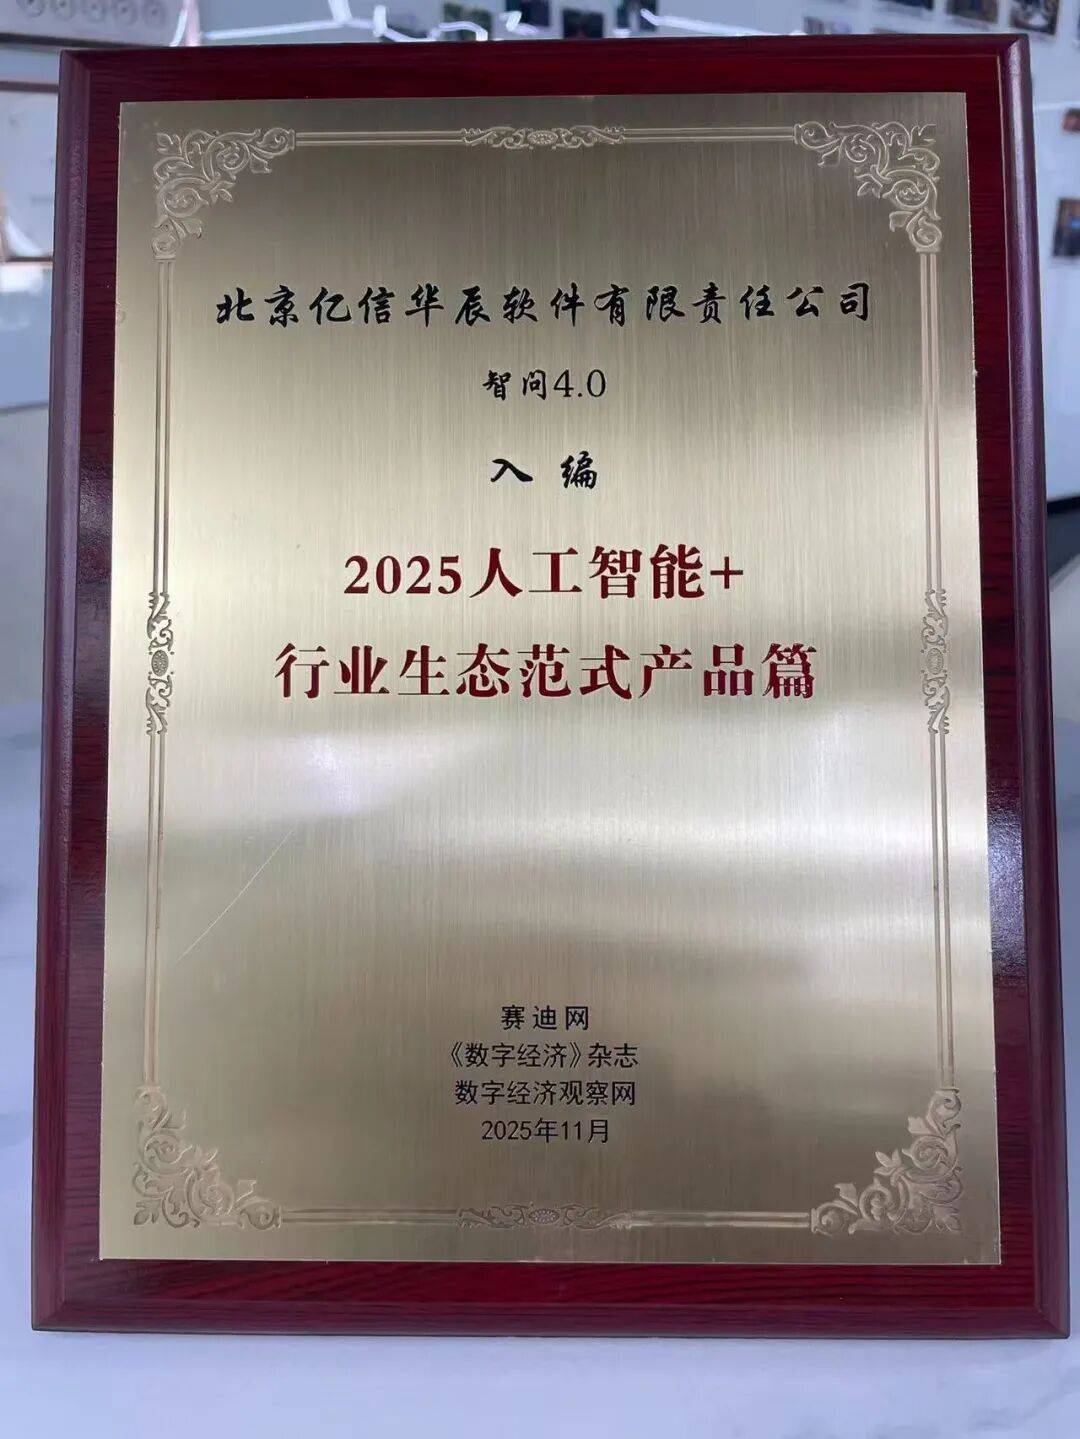 北京亿信华辰软件有限责任公司
智问4.0
入编
2025人工智能+
行业生态范式产品篇
赛迪网
《数字经济》杂志
数字经济观察网
2025年11月